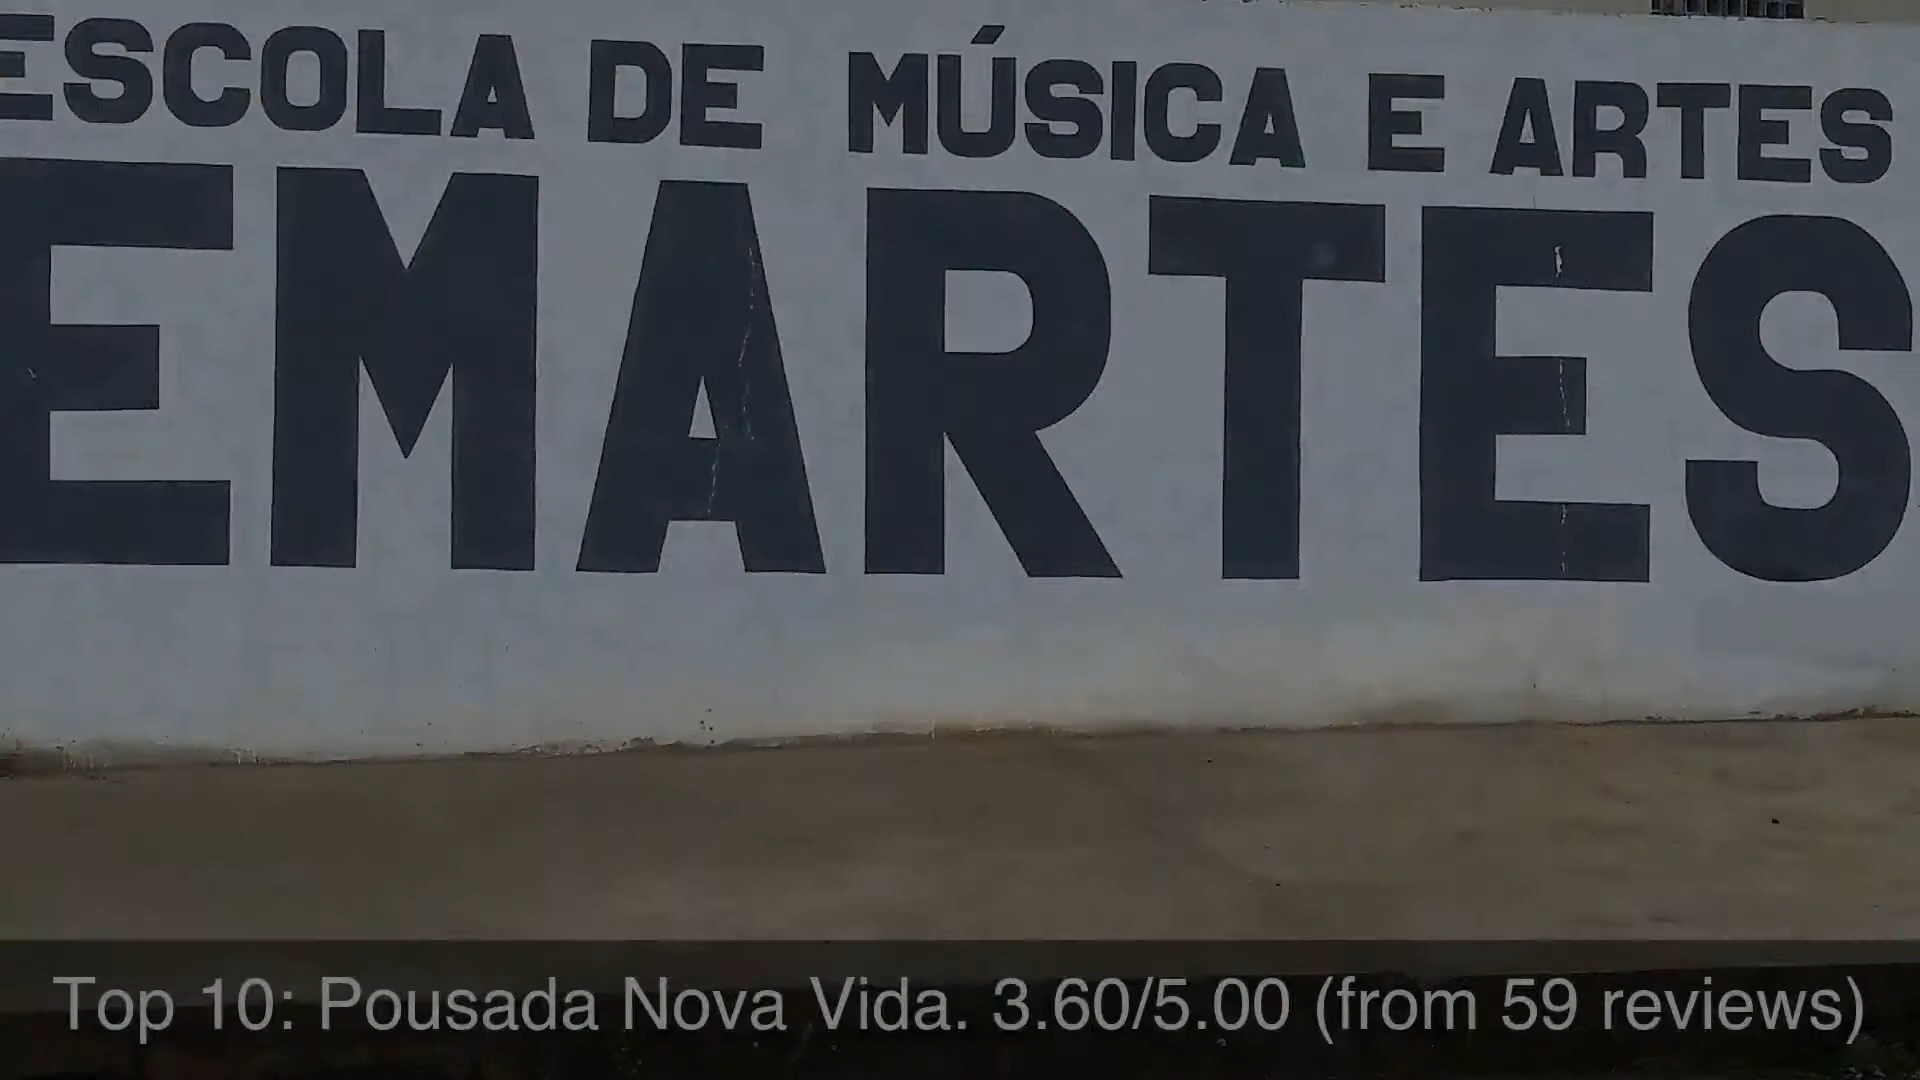 ESCOLA DE MÚSICA E ARTES
EMARTES
Top 10: Pousada Nova Vida. 3.60/5.00 (from 59 reviews)